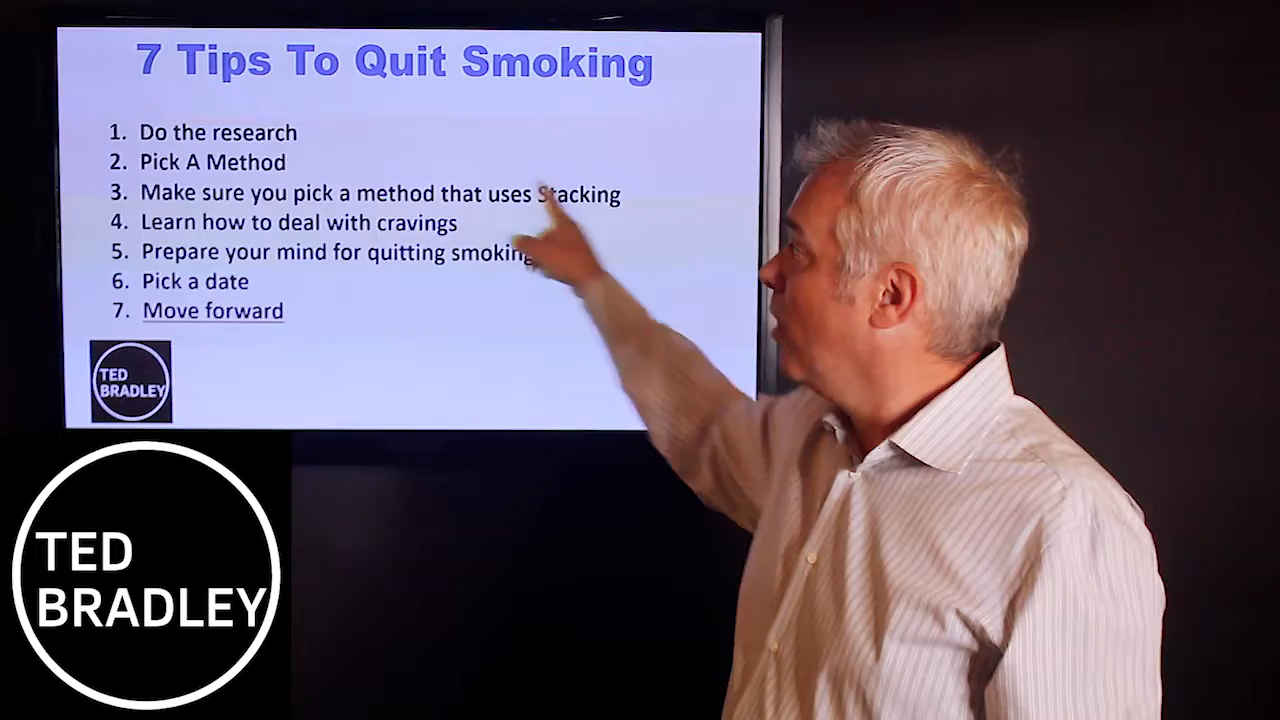 7 Tips To Quit Smoking
1. Do the research
2. Pick A Method
3. Make sure you pick a method that uses Stacking
4. Learn how to deal with cravings
5. Prepare your mind for quitting smoking
6. Pick a date
7. Move forward
TED
BRADLEY
TED
BRADLEY